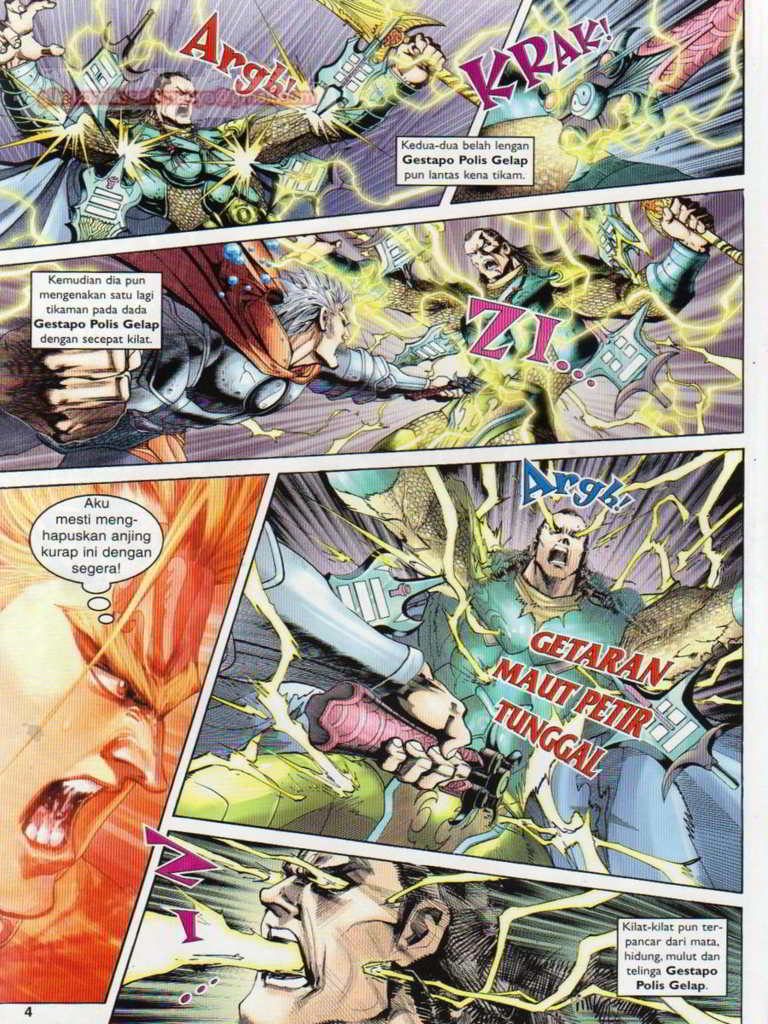 Argh!
KRAK!
Kedua-dua belah lengan
Gestapo Polis Gelap
pun lantas kena tikam.
Kemudian dia pun
mengenakan satu lagi
tikaman pada dada
Gestapo Polis Gelap
dengan secepat kilat.
ZI...
Aku
mesti meng-
hapuskan anjing
kurap ini dengan
segera!
Argh!
GETARAN
MAUT PETIR
TUNGGAL
ZI...
Kilat-kilat pun ter-
pancar dari mata,
hidung, mulut dan
telinga Gestapo
Polis Gelap.
4